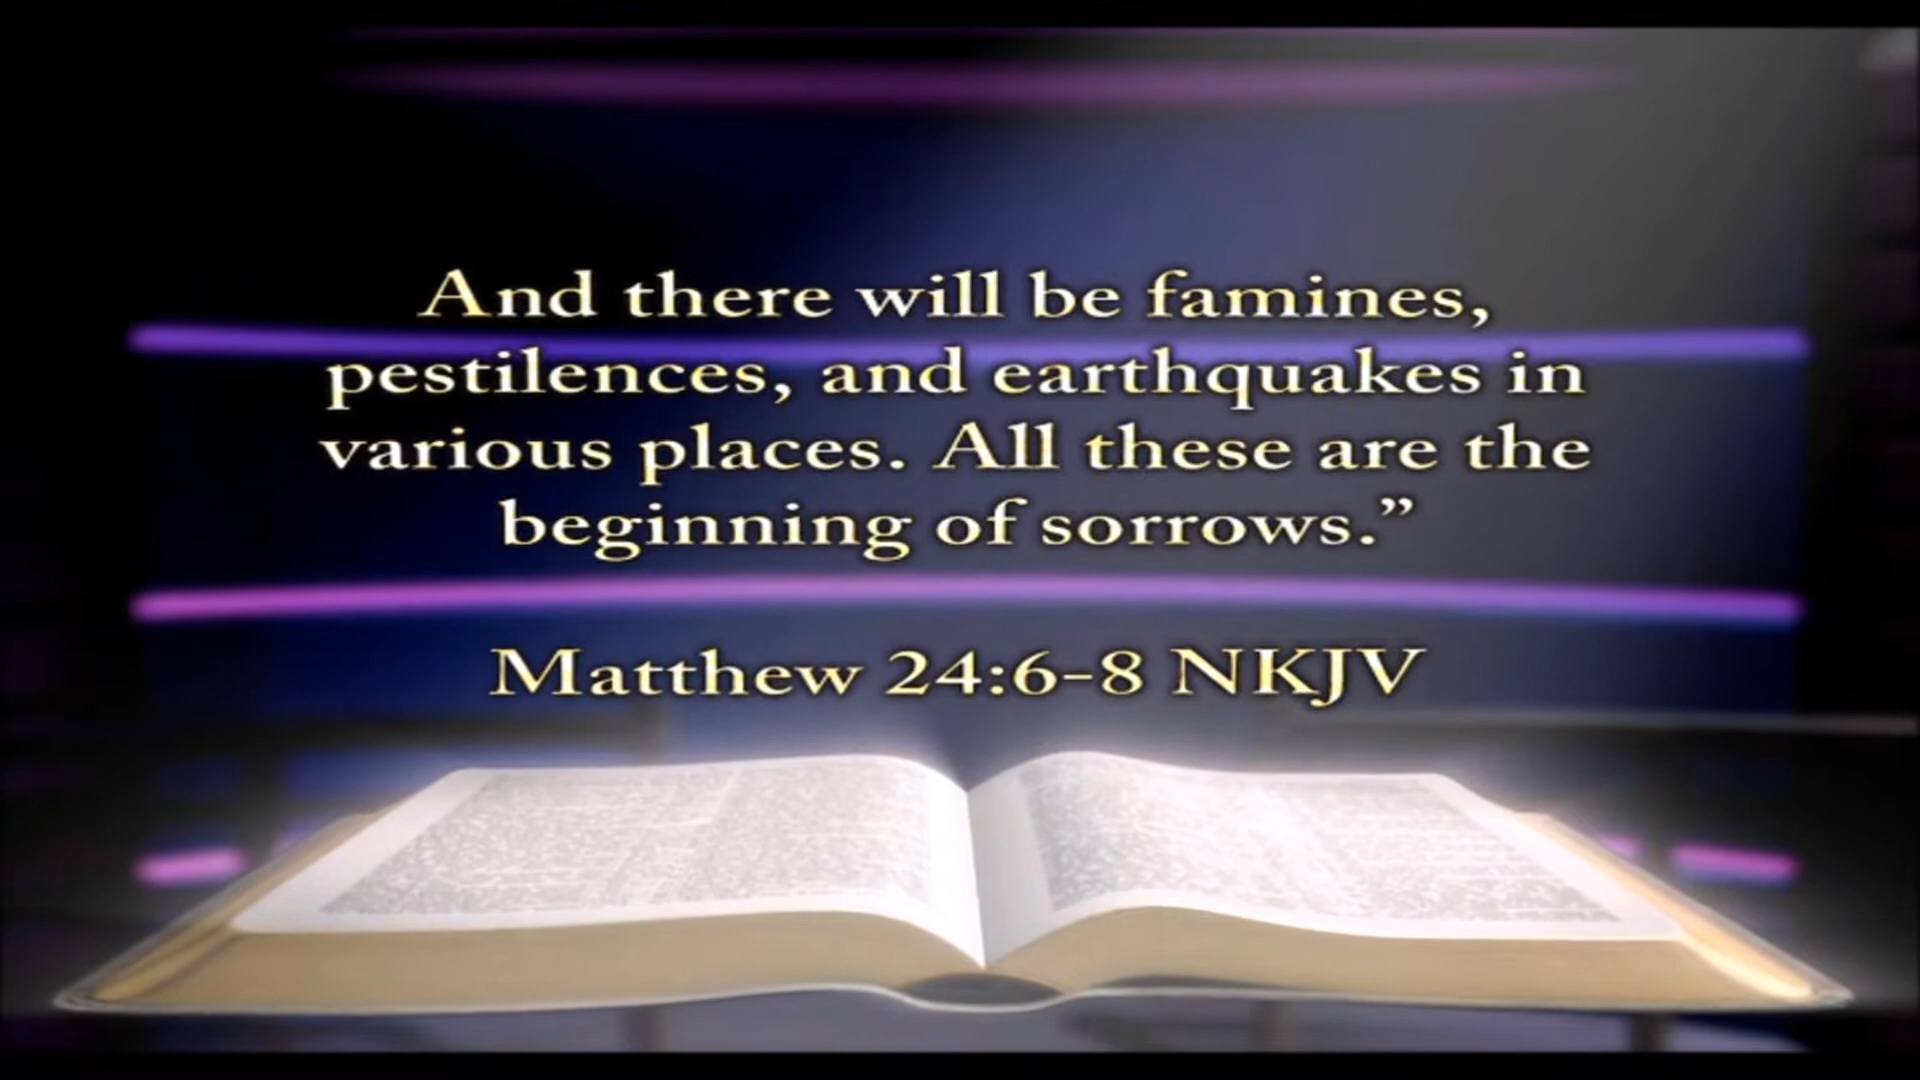 And there will be famines,
pestilences, and earthquakes in
various places. All these are the
beginning of sorrows.”
Matthew 24:6-8 NKJV